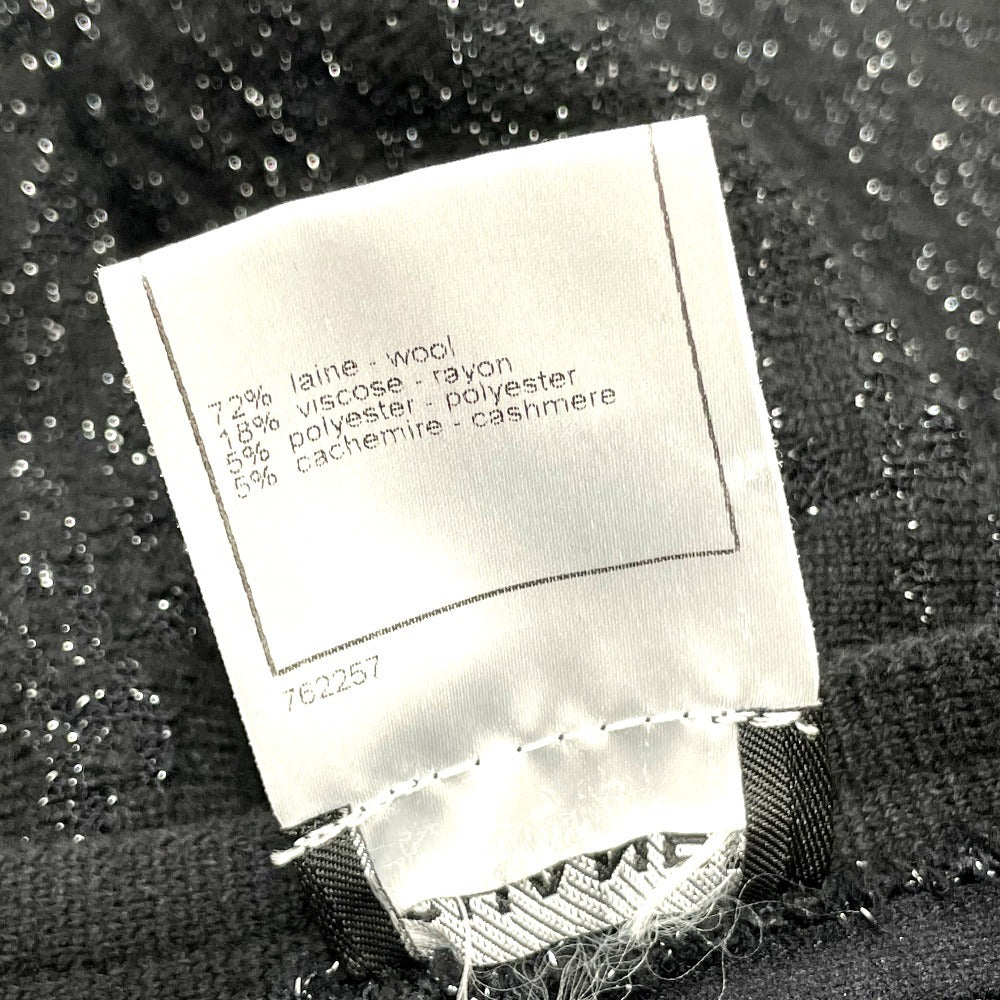 72% laine - wool
18% viscose - rayon
5% polyester - polyester
5% cachemire - cashmere
762257